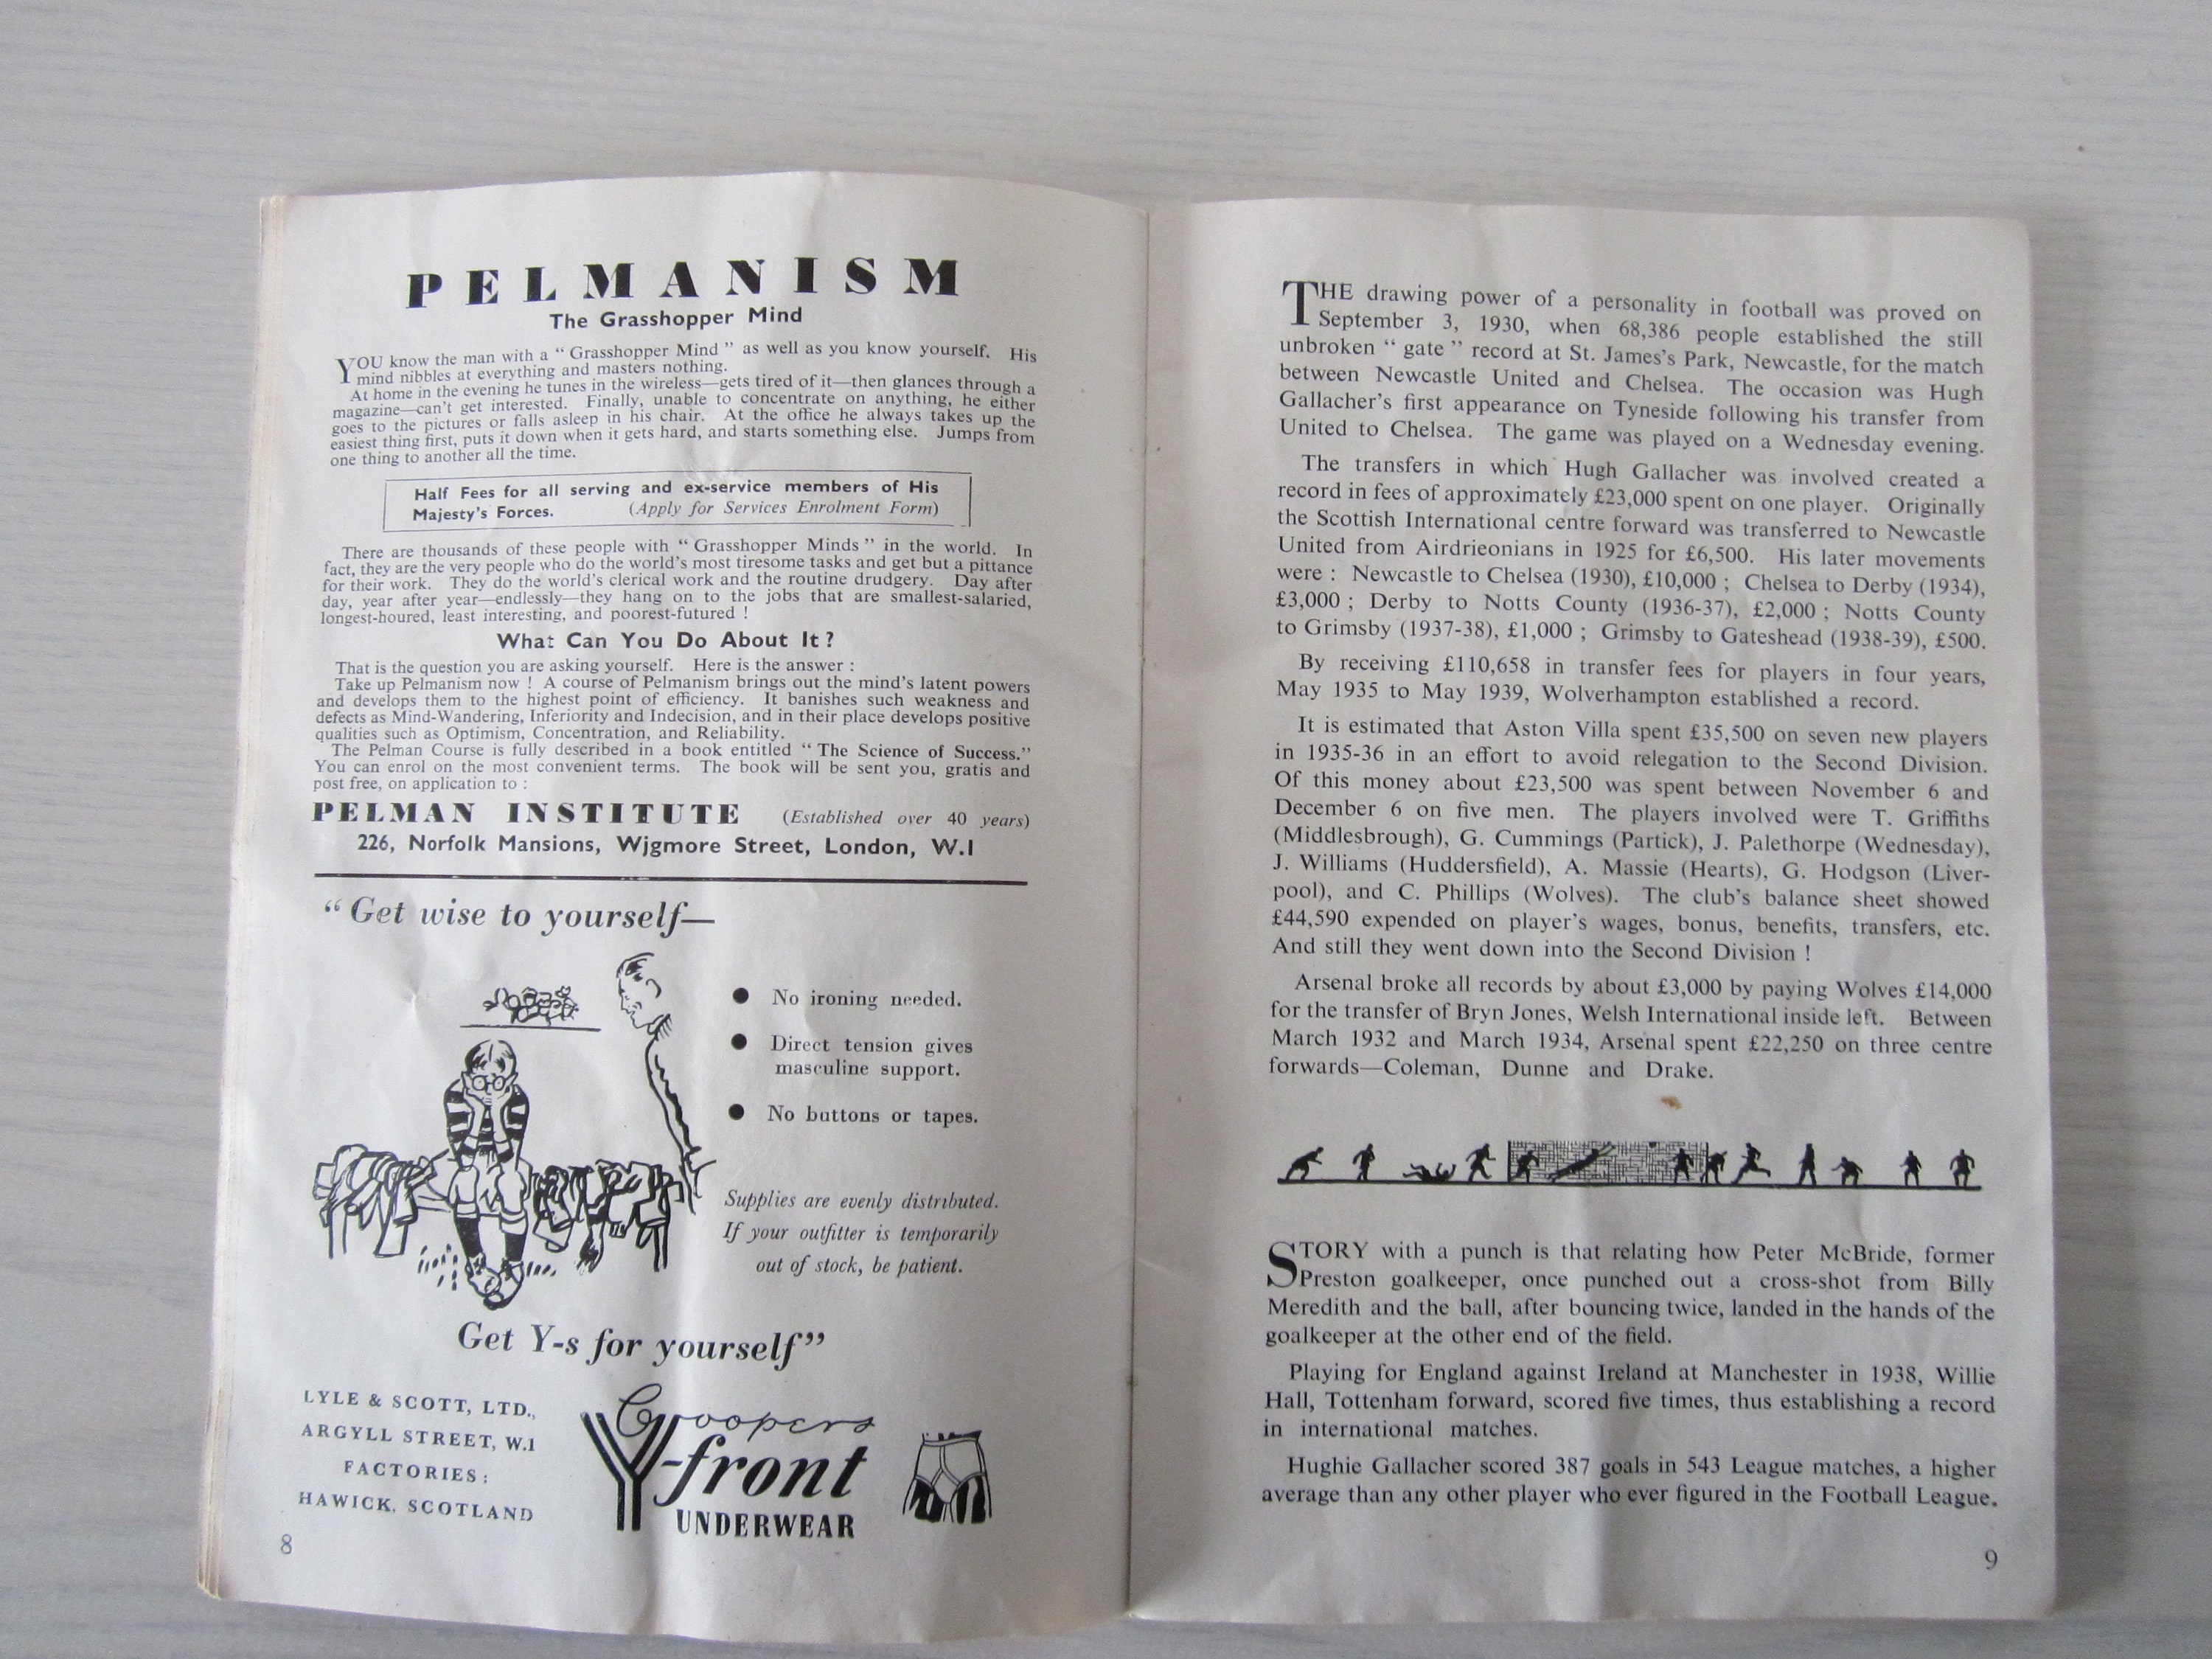 PELMANISM
The Grasshopper Mind
YOU know the man with a “ Grasshopper Mind ” as well as you know yourself. His
mind nibbles at everything and masters nothing.
At home in the evening he tunes in the wireless—gets tired of it—then glances through a
magazine—can't get interested. Finally, unable to concentrate on anything, he either
goes to the pictures or falls asleep in his chair. At the office he always takes up the
easiest thing first, puts it down when it gets hard, and starts something else. Jumps from
one thing to another all the time.
Half Fees for all serving and ex-service members of His
Majesty's Forces. (Apply for Services Enrolment Form)
There are thousands of these people with “ Grasshopper Minds ” in the world. In
fact, they are the very people who do the world's most tiresome tasks and get but a pittance
for their work. They do the world's clerical work and the routine drudgery. Day after
day, year after year—endlessly—they hang on to the jobs that are smallest-salaried,
longest-houred, least interesting, and poorest-futured !
What Can You Do About It ?
That is the question you are asking yourself. Here is the answer :
Take up Pelmanism now ! A course of Pelmanism brings out the mind's latent powers
and develops them to the highest point of efficiency. It banishes such weakness and
defects as Mind-Wandering, Inferiority and Indecision, and in their place develops positive
qualities such as Optimism, Concentration, and Reliability.
The Pelman Course is fully described in a book entitled “ The Science of Success.”
You can enrol on the most convenient terms. The book will be sent you, gratis and
post free, on application to :
PELMAN INSTITUTE (Established over 40 years)
226, Norfolk Mansions, Wjgmore Street, London, W.1
“Get wise to yourself—
● No ironing needed.
● Direct tension gives
masculine support.
● No buttons or tapes.
Supplies are evenly distributed.
If your outfitter is temporarily
out of stock, be patient.
Get Y-s for yourself”
LYLE & SCOTT, LTD.,
ARGYLL STREET, W.1
FACTORIES :
HAWICK, SCOTLAND
Coopers
Y-front
UNDERWEAR
8
THE drawing power of a personality in football was proved on
September 3, 1930, when 68,386 people established the still
unbroken “ gate ” record at St. James's Park, Newcastle, for the match
between Newcastle United and Chelsea. The occasion was Hugh
Gallacher's first appearance on Tyneside following his transfer from
United to Chelsea. The game was played on a Wednesday evening.
The transfers in which Hugh Gallacher was involved created a
record in fees of approximately £23,000 spent on one player. Originally
the Scottish International centre forward was transferred to Newcastle
United from Airdrieonians in 1925 for £6,500. His later movements
were : Newcastle to Chelsea (1930), £10,000 ; Chelsea to Derby (1934),
£3,000 ; Derby to Notts County (1936-37), £2,000 ; Notts County
to Grimsby (1937-38), £1,000 ; Grimsby to Gateshead (1938-39), £500.
By receiving £110,658 in transfer fees for players in four years,
May 1935 to May 1939, Wolverhampton established a record.
It is estimated that Aston Villa spent £35,500 on seven new players
in 1935-36 in an effort to avoid relegation to the Second Division.
Of this money about £23,500 was spent between November 6 and
December 6 on five men. The players involved were T. Griffiths
(Middlesbrough), G. Cummings (Partick), J. Palethorpe (Wednesday),
J. Williams (Huddersfield), A. Massie (Hearts), G. Hodgson (Liver-
pool), and C. Phillips (Wolves). The club's balance sheet showed
£44,590 expended on player's wages, bonus, benefits, transfers, etc.
And still they went down into the Second Division !
Arsenal broke all records by about £3,000 by paying Wolves £14,000
for the transfer of Bryn Jones, Welsh International inside left. Between
March 1932 and March 1934, Arsenal spent £22,250 on three centre
forwards—Coleman, Dunne and Drake.
STORY with a punch is that relating how Peter McBride, former
Preston goalkeeper, once punched out a cross-shot from Billy
Meredith and the ball, after bouncing twice, landed in the hands of the
goalkeeper at the other end of the field.
Playing for England against Ireland at Manchester in 1938, Willie
Hall, Tottenham forward, scored five times, thus establishing a record
in international matches.
Hughie Gallacher scored 387 goals in 543 League matches, a higher
average than any other player who ever figured in the Football League.
9